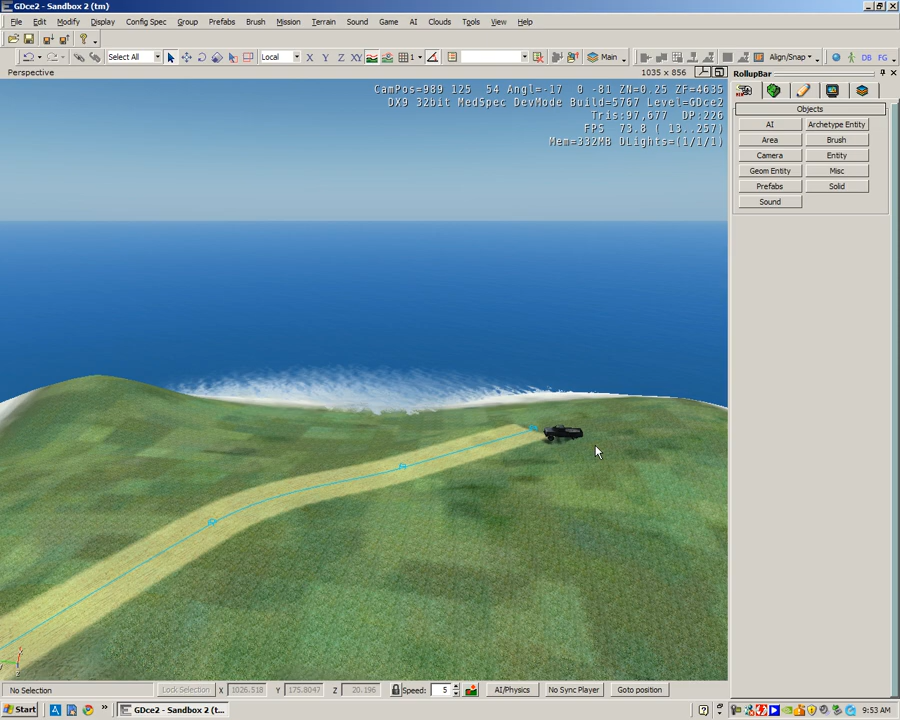 GDce2 - Sandbox 2 (tm)
File Edit Modify Display Config Spec Group Prefabs Brush Mission Terrain Sound Game AI Clouds Tools View Help
Select All Local X Y Z XY 1 Main Align/Snap DB FG
Perspective 1035 x 856
RollupBar
CamPos=989 125 54 Angl=-17 0 -81 ZN=0.25 ZF=4635
DX9 32bit MedSpec DevMode Build=5767 Level=GDce2
Tris:97,677 DP:226
FPS 73.8 ( 13..257)
Mem=332MB DLights=(1/1/1)
Objects
AI Archetype Entity
Area Brush
Camera Entity
Geom Entity Misc
Prefabs Solid
Sound
No Selection Lock Selection X 1026.518 Y 175.8047 Z 20.196 Speed: 5 AI/Physics No Sync Player Goto position
Start GDce2 - Sandbox 2 (t... 9:53 AM